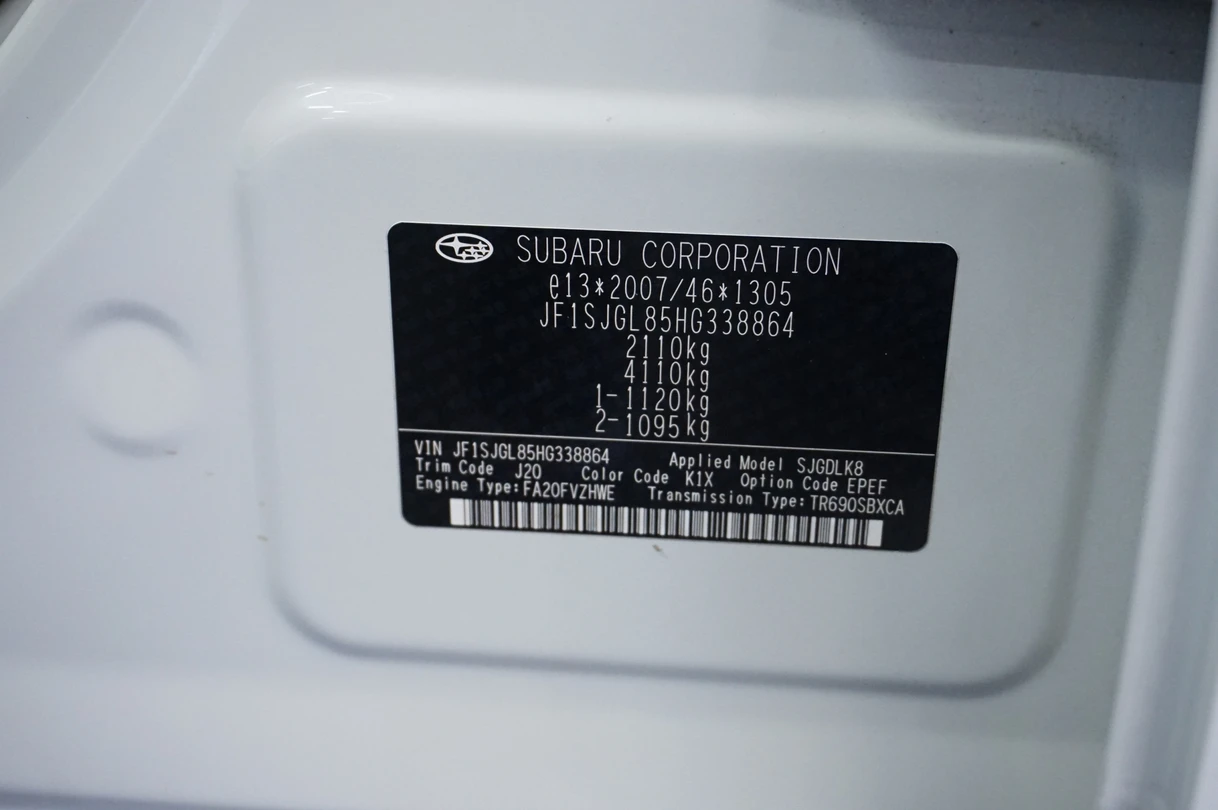 SUBARU CORPORATION
e13*2007/46*1305
JF1SJGL85HG338864
2110kg
4110kg
1-1120kg
2-1095kg
VIN JF1SJGL85HG338864 Applied Model SJGDLK8
Trim Code J20 Color Code K1X Option Code EPEF
Engine Type:FA20FVZHWE Transmission Type:TR690SBXCA